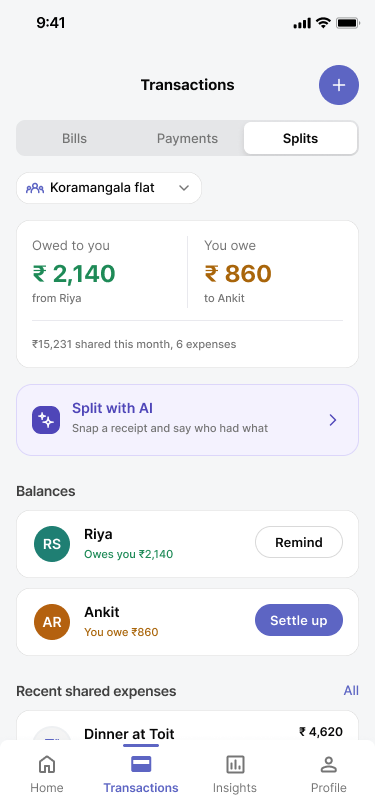 9:41
Transactions
Bills Payments Splits
Koramangala flat
Owed to you
₹ 2,140
from Riya
You owe
₹ 860
to Ankit
₹15,231 shared this month, 6 expenses
Split with AI
Snap a receipt and say who had what
Balances
RS
Riya
Owes you ₹2,140
Remind
AR
Ankit
You owe ₹860
Settle up
Recent shared expenses All
Dinner at Toit ₹ 4,620
Home Transactions Insights Profile